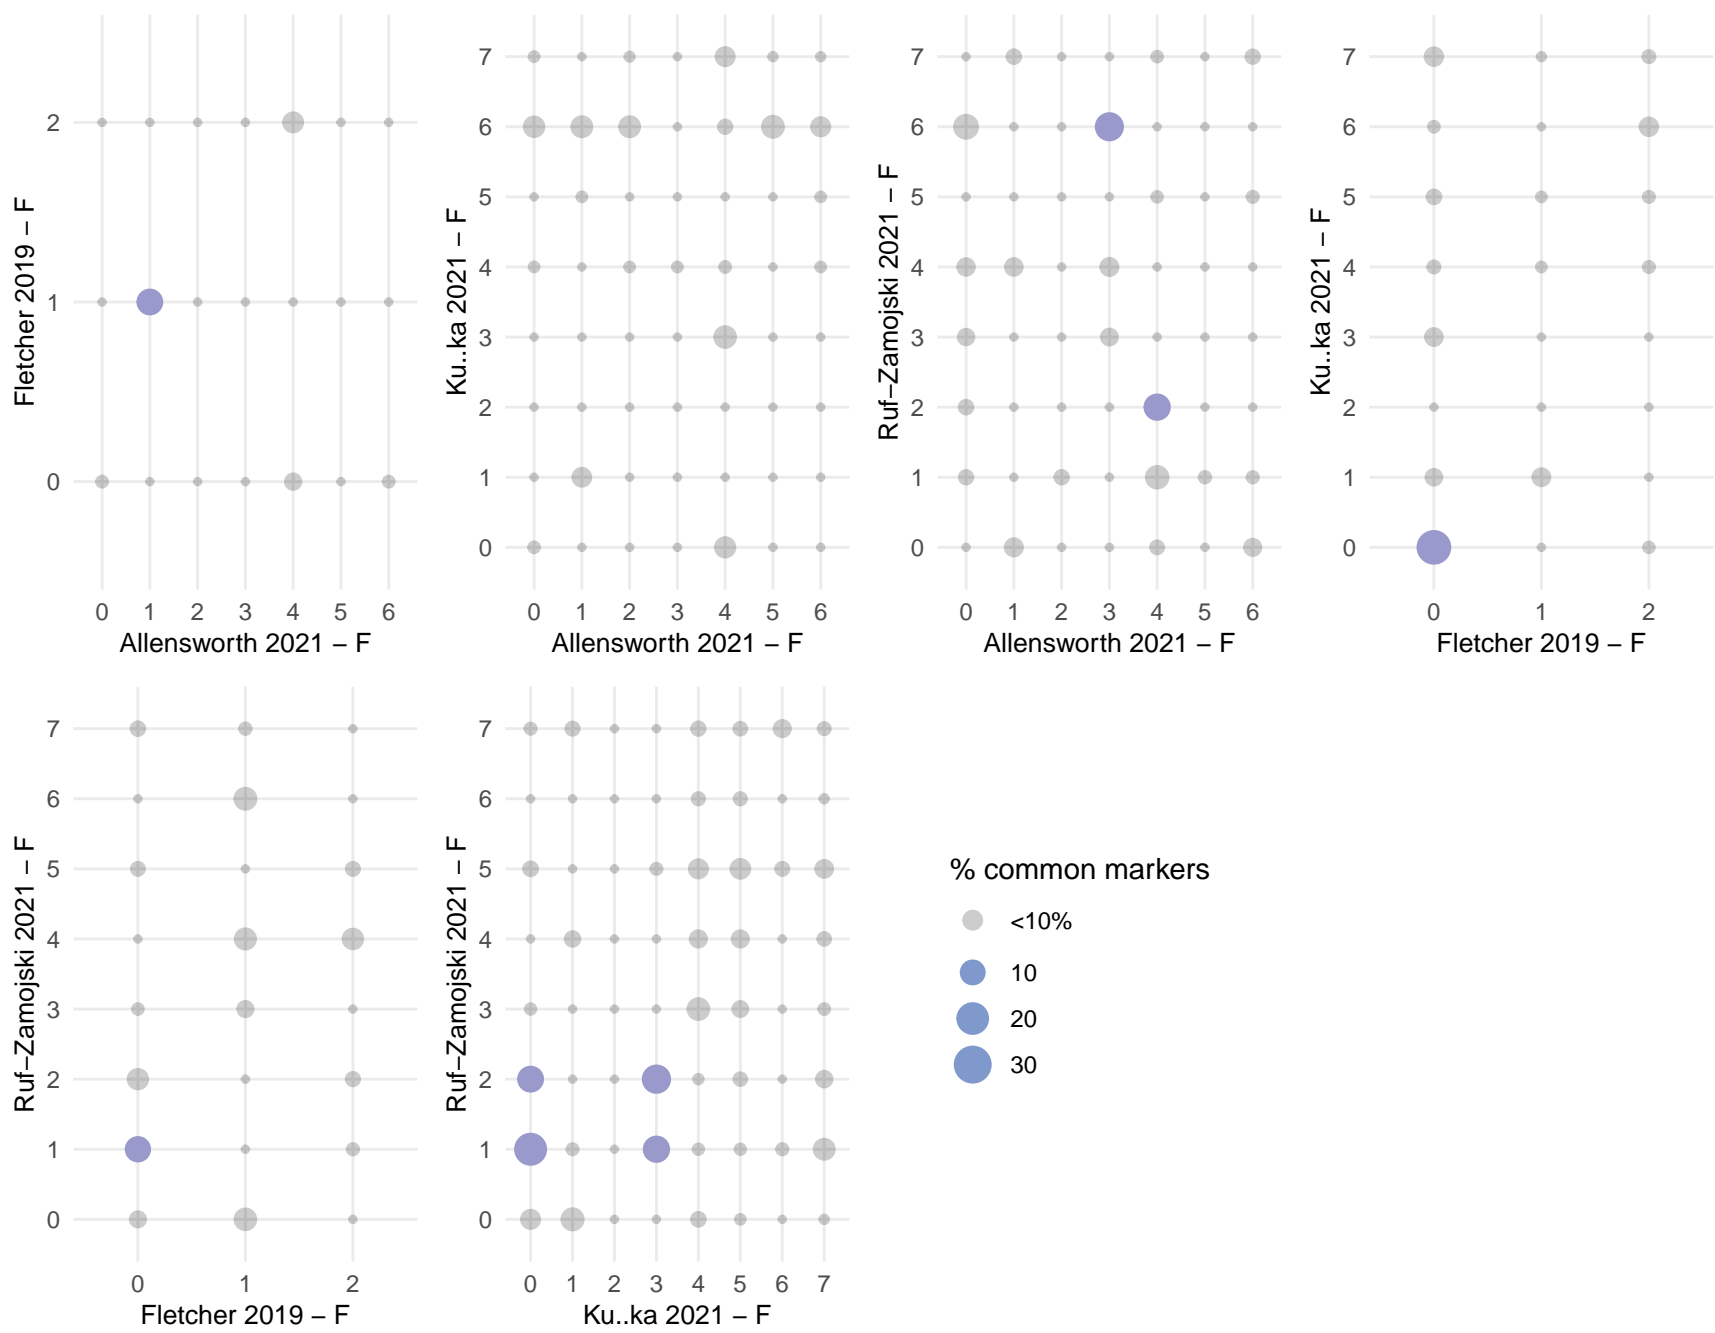 2
1
0
Fletcher 2019 – F
0 1 2 3 4 5 6
Allensworth 2021 – F
7
6
5
4
3
2
1
0
Ku..ka 2021 – F
0 1 2 3 4 5 6
Allensworth 2021 – F
7
6
5
4
3
2
1
0
Ruf–Zamojski 2021 – F
0 1 2 3 4 5 6
Allensworth 2021 – F
7
6
5
4
3
2
1
0
Ku..ka 2021 – F
0 1 2
Fletcher 2019 – F
7
6
5
4
3
2
1
0
Ruf–Zamojski 2021 – F
0 1 2
Fletcher 2019 – F
7
6
5
4
3
2
1
0
Ruf–Zamojski 2021 – F
0 1 2 3 4 5 6 7
Ku..ka 2021 – F
% common markers
<10%
10
20
30